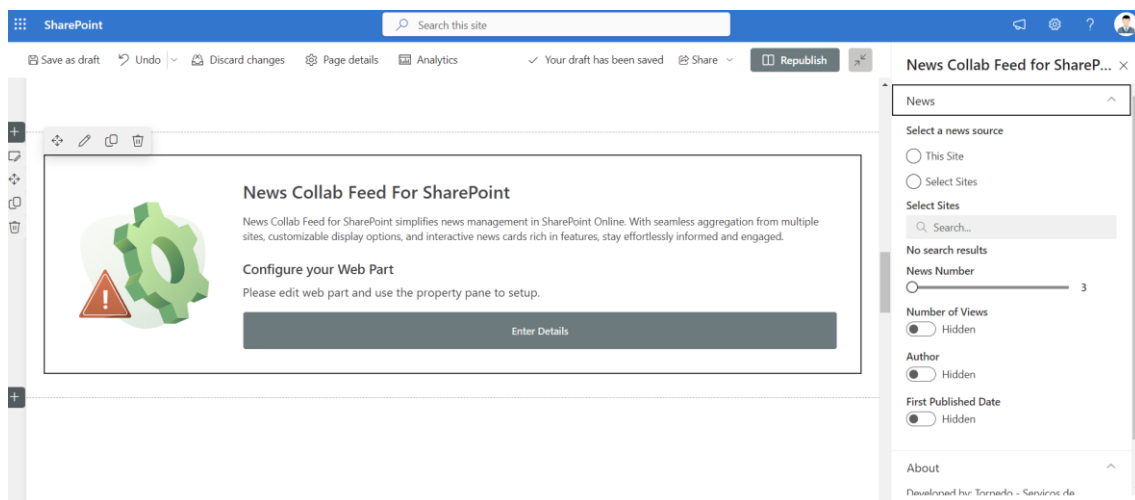 SharePoint
Search this site
Save as draft
Undo
Discard changes
Page details
Analytics
Your draft has been saved
Share
Republish
News Collab Feed For SharePoint
News Collab Feed for SharePoint simplifies news management in SharePoint Online. With seamless aggregation from multiple
sites, customizable display options, and interactive news cards rich in features, stay effortlessly informed and engaged.
Configure your Web Part
Please edit web part and use the property pane to setup.
Enter Details
News Collab Feed for ShareP...
News
Select a news source
This Site
Select Sites
Select Sites
Search...
No search results
News Number
3
Number of Views
Hidden
Author
Hidden
First Published Date
Hidden
About
Developed by: Torpedo - Serviços de